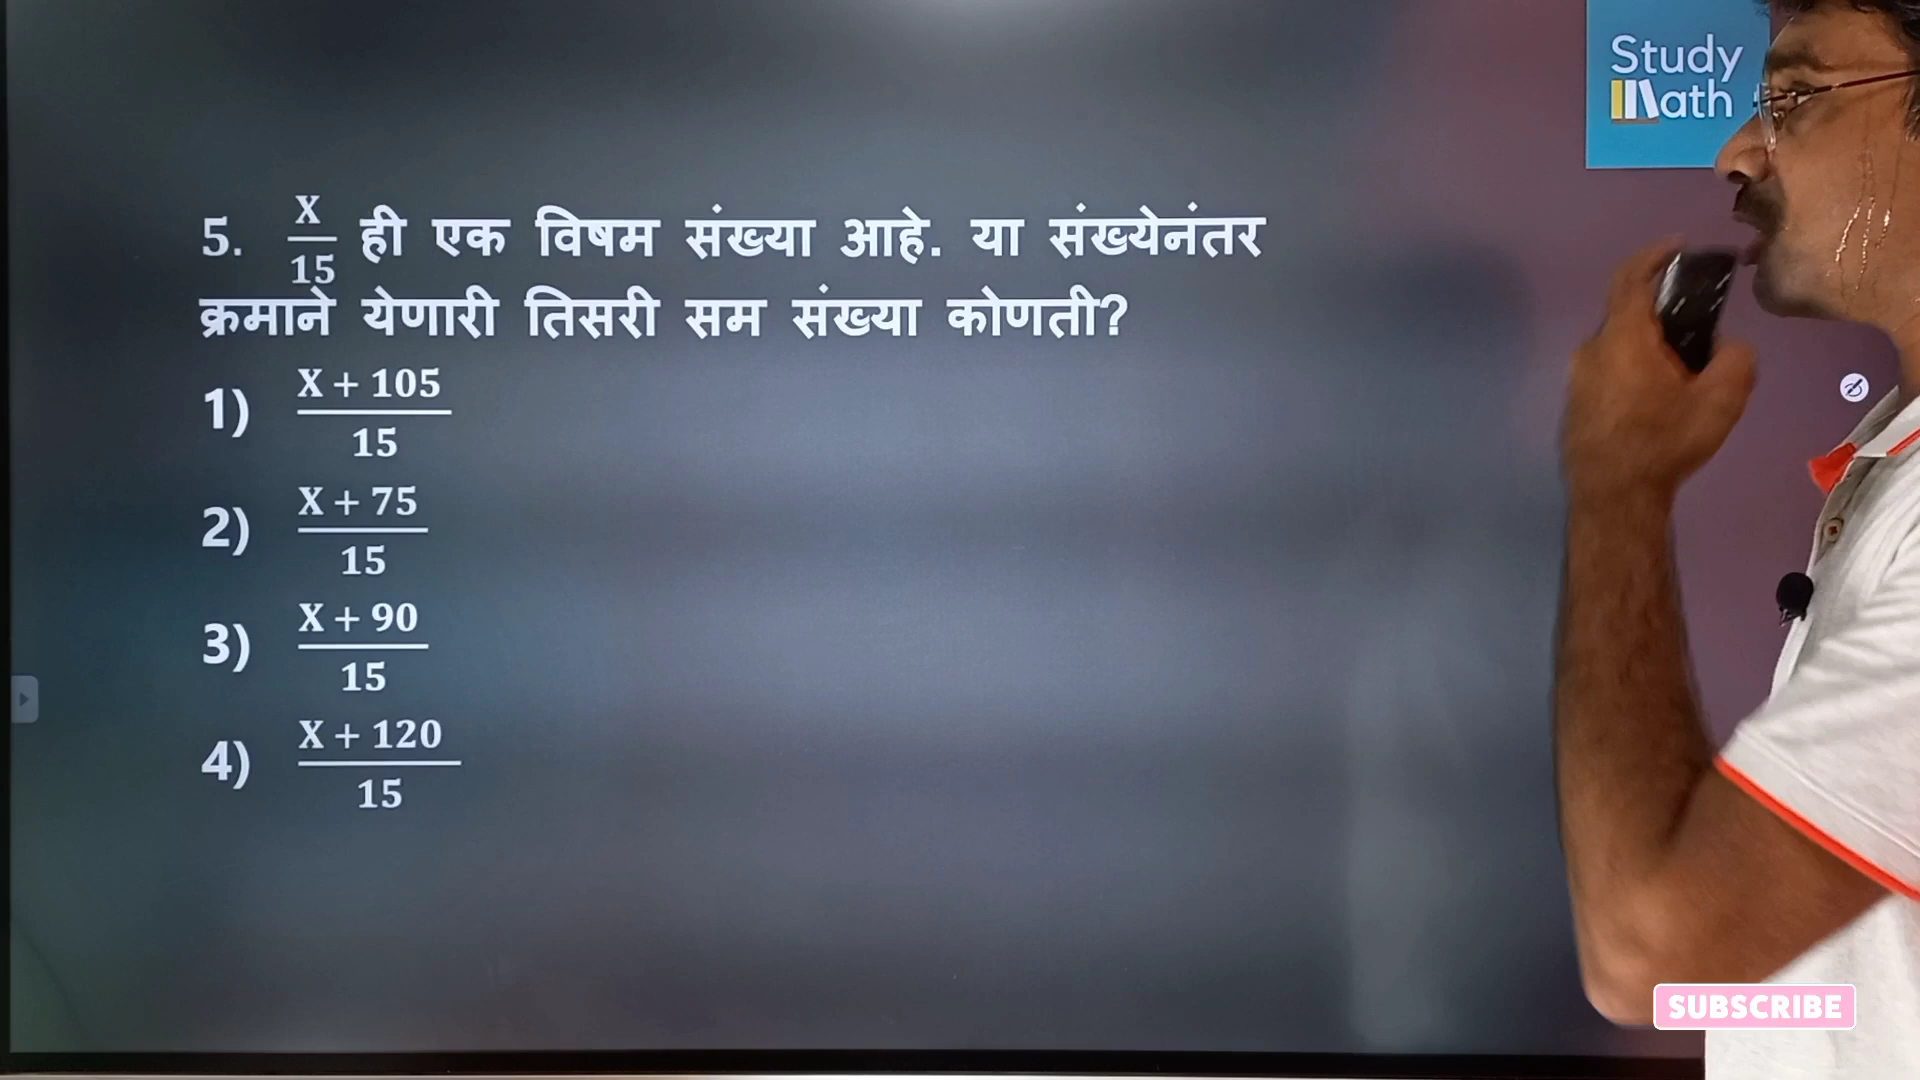 Study
Math
5. X/15 ही एक विषम संख्या आहे. या संख्येनंतर
क्रमाने येणारी तिसरी सम संख्या कोणती?
1) X + 105/15
2) X + 75/15
3) X + 90/15
4) X + 120/15
SUBSCRIBE